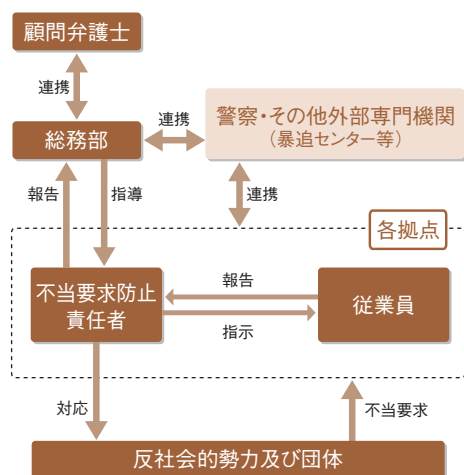 顧問弁護士
連携
総務部
連携
警察・その他外部専門機関
（暴追センター等）
報告
指導
連携
各拠点
不当要求防止
責任者
報告
指示
従業員
対応
不当要求
反社会的勢力及び団体